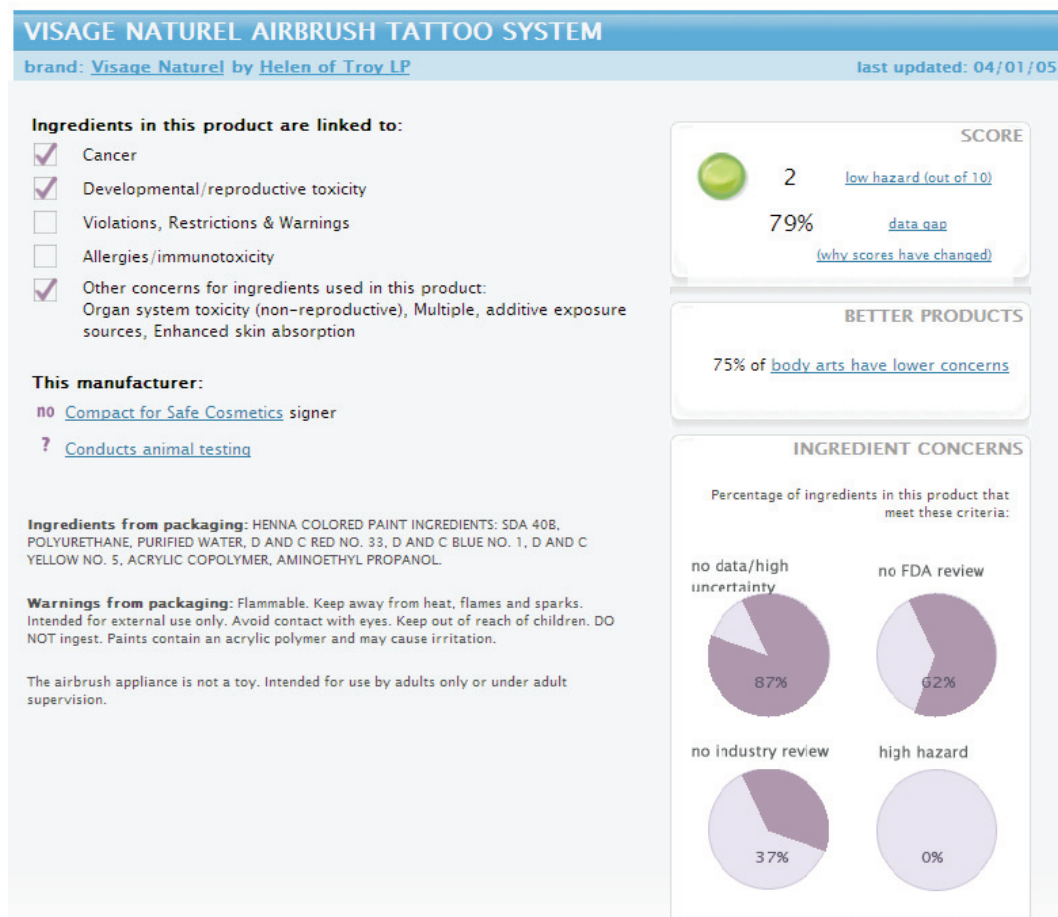 VISAGE NATUREL AIRBRUSH TATTOO SYSTEM
brand: Visage Naturel by Helen of Troy LP
last updated: 04/01/05
Ingredients in this product are linked to:
Cancer
Developmental/reproductive toxicity
Violations, Restrictions & Warnings
Allergies/immunotoxicity
Other concerns for ingredients used in this product:
Organ system toxicity (non-reproductive), Multiple, additive exposure
sources, Enhanced skin absorption
This manufacturer:
no Compact for Safe Cosmetics signer
? Conducts animal testing
Ingredients from packaging: HENNA COLORED PAINT INGREDIENTS: SDA 40B,
POLYURETHANE, PURIFIED WATER, D AND C RED NO. 33, D AND C BLUE NO. 1, D AND C
YELLOW NO. 5, ACRYLIC COPOLYMER, AMINOETHYL PROPANOL.
Warnings from packaging: Flammable. Keep away from heat, flames and sparks.
Intended for external use only. Avoid contact with eyes. Keep out of reach of children. DO
NOT ingest. Paints contain an acrylic polymer and may cause irritation.
The airbrush appliance is not a toy. Intended for use by adults only or under adult
supervision.
SCORE
2 low hazard (out of 10)
79% data gap
(why scores have changed)
BETTER PRODUCTS
75% of body arts have lower concerns
INGREDIENT CONCERNS
Percentage of ingredients in this product that
meet these criteria:
no data/high
uncertainty
87%
no FDA review
62%
no industry review
37%
high hazard
0%